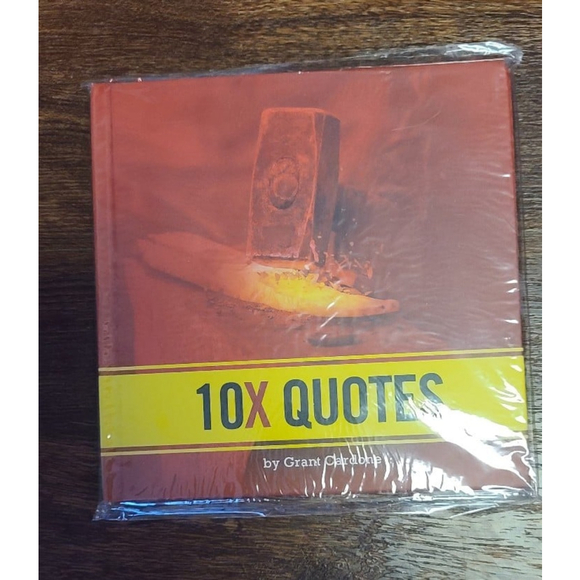 10X QUOTES
by Grant Cardone